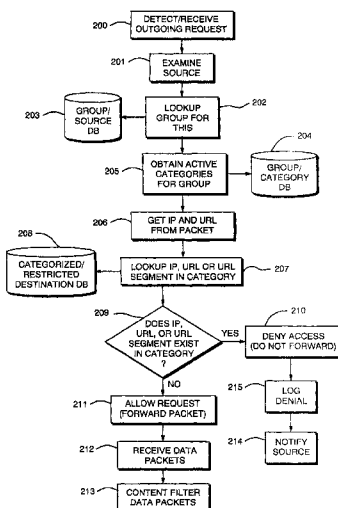 200
DETECT/RECEIVE
OUTGOING REQUEST
201
EXAMINE
SOURCE
203
GROUP/
SOURCE
DB
LOOKUP
GROUP FOR
THIS
202
204
205
OBTAIN ACTIVE
CATEGORIES
FOR GROUP
GROUP/
CATEGORY
DB
206
GET IP AND URL
FROM PACKET
208
CATEGORIZED/
RESTRICTED
DESTINATION DB
LOOKUP IP, URL OR URL
SEGMENT IN CATEGORY
207
209
DOES IP,
URL, OR URL
SEGMENT EXIST
IN CATEGORY
?
YES
210
DENY ACCESS
(DO NOT FORWARD)
NO
211
ALLOW REQUEST
(FORWARD PACKET)
215
LOG
DENIAL
212
RECEIVE DATA
PACKETS
214
NOTIFY
SOURCE
213
CONTENT FILTER
DATA PACKETS